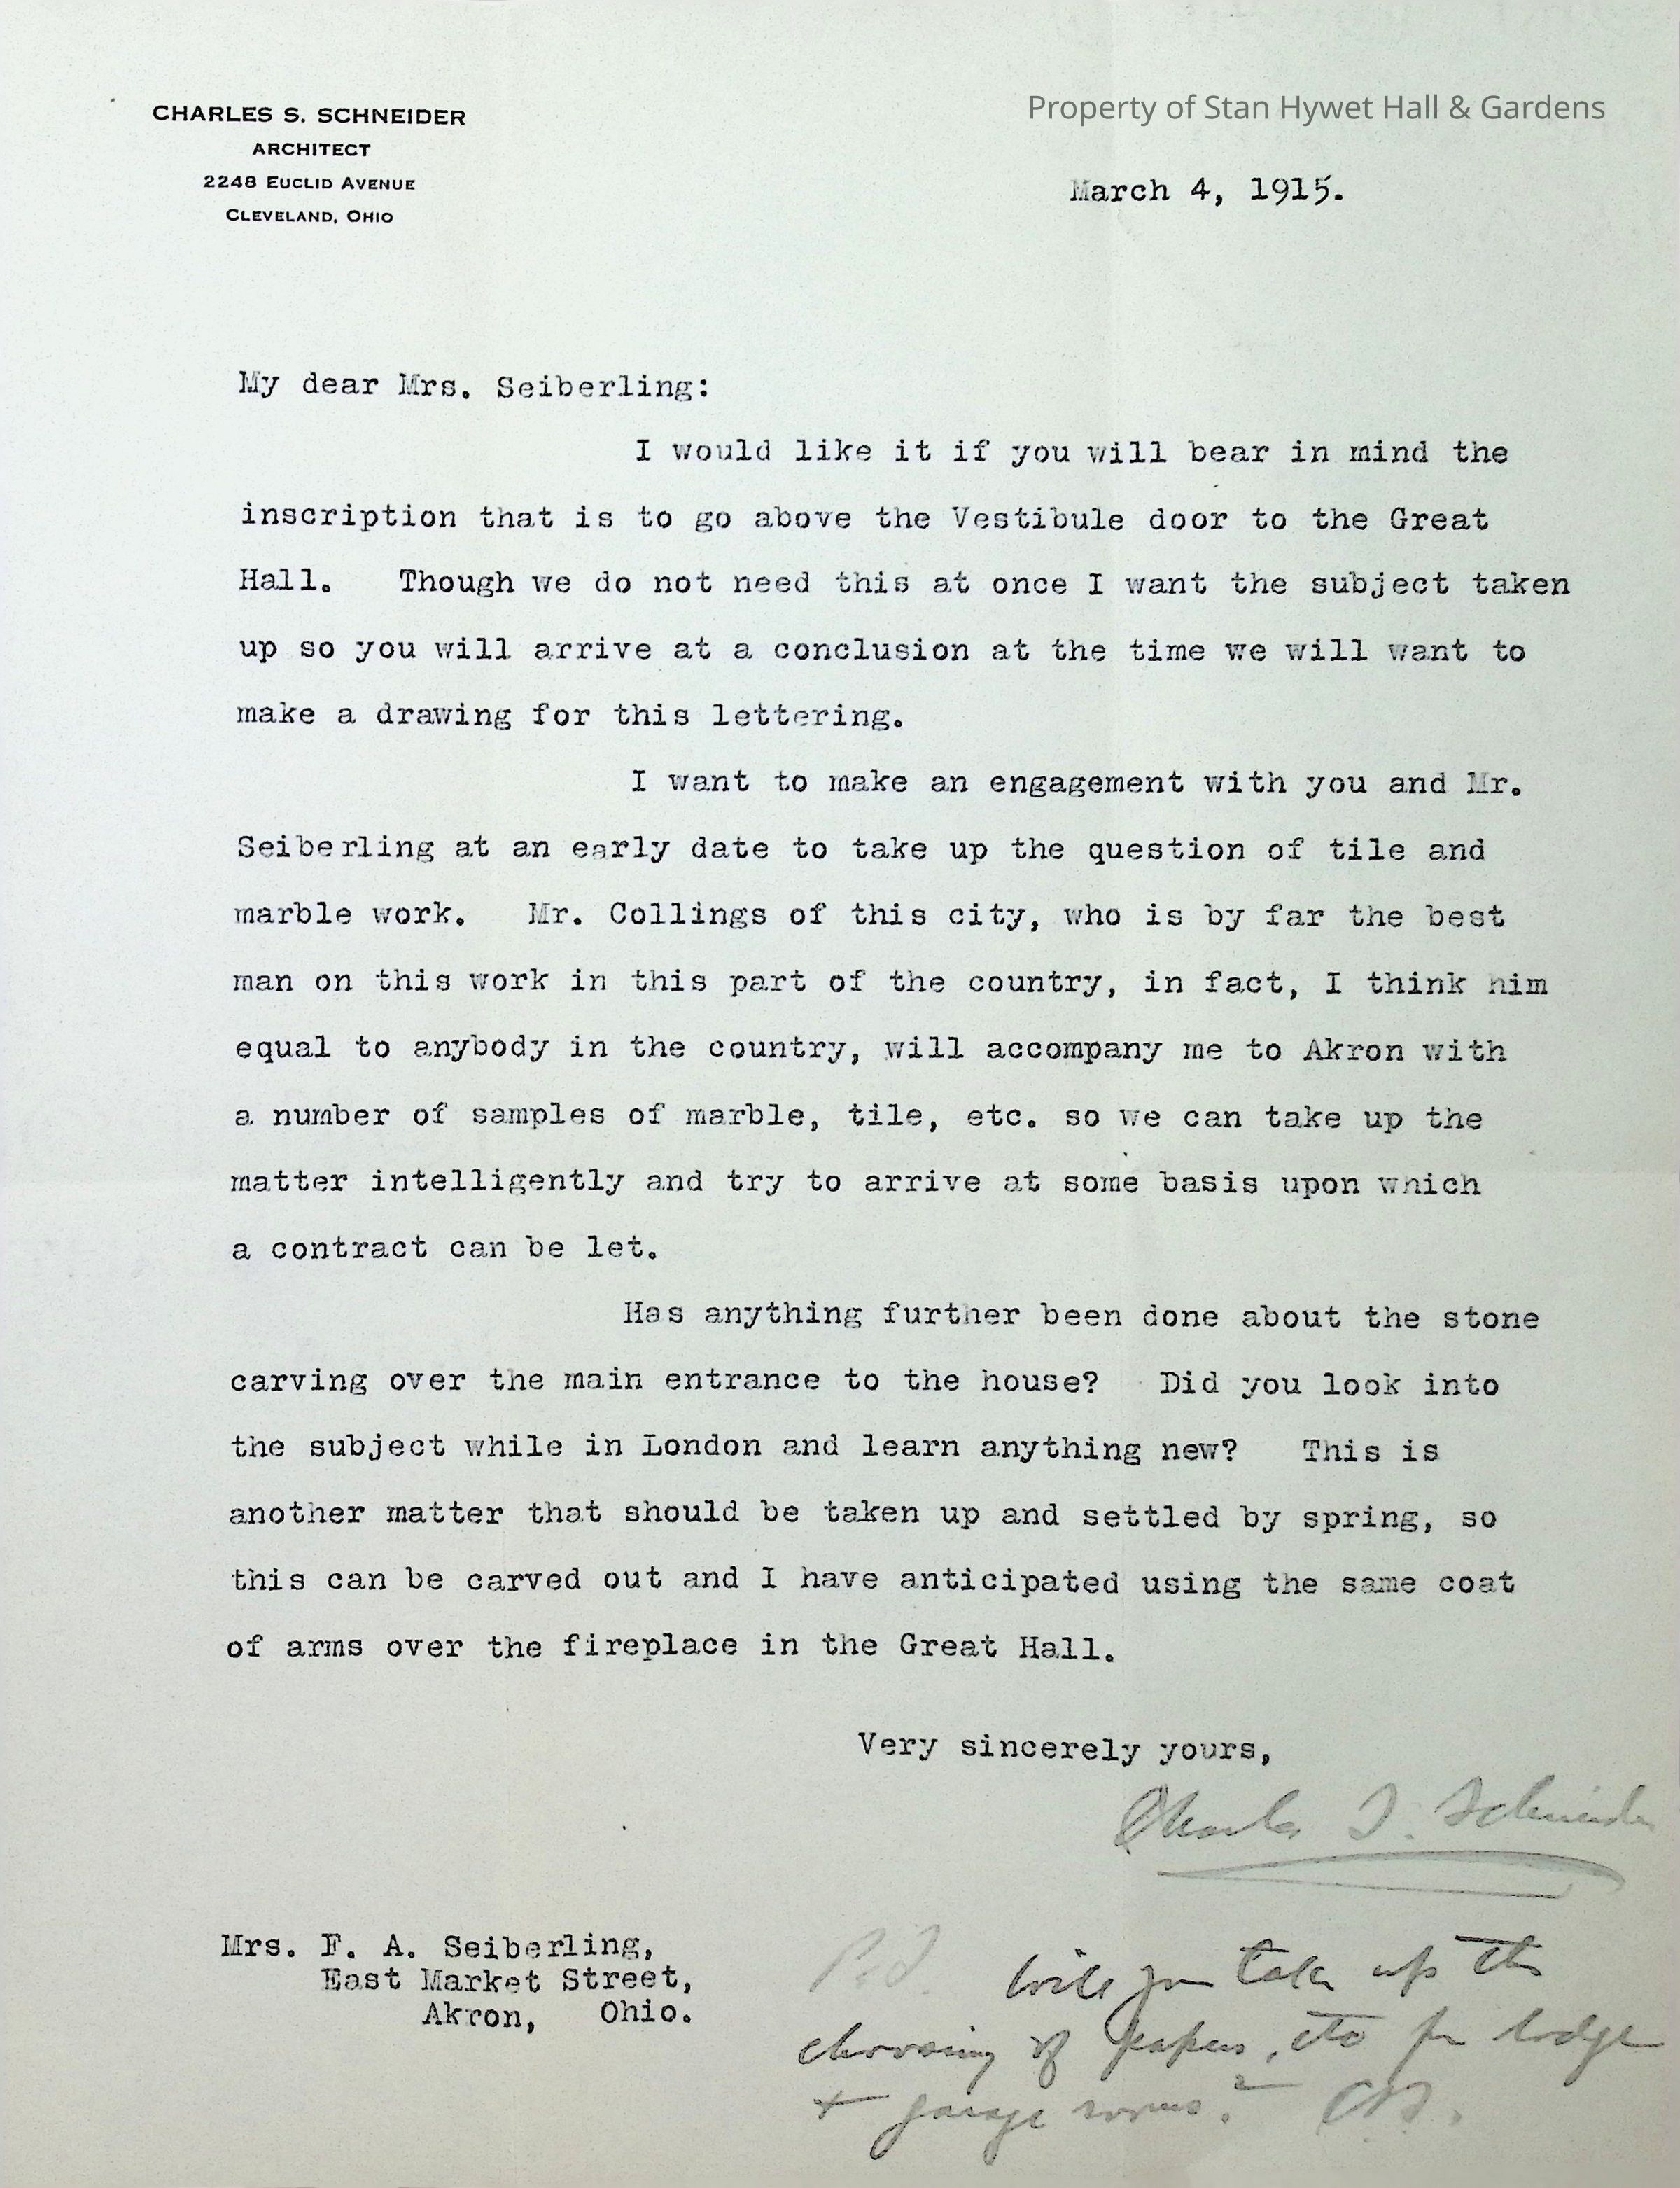 CHARLES S. SCHNEIDER
ARCHITECT
2248 EUCLID AVENUE
CLEVELAND, OHIO
Property of Stan Hywet Hall & Gardens
March 4, 1915.
My dear Mrs. Seiberling:
I would like it if you will bear in mind the
inscription that is to go above the Vestibule door to the Great
Hall. Though we do not need this at once I want the subject taken
up so you will arrive at a conclusion at the time we will want to
make a drawing for this lettering.
I want to make an engagement with you and Mr.
Seiberling at an early date to take up the question of tile and
marble work. Mr. Collings of this city, who is by far the best
man on this work in this part of the country, in fact, I think him
equal to anybody in the country, will accompany me to Akron with
a number of samples of marble, tile, etc. so we can take up the
matter intelligently and try to arrive at some basis upon which
a contract can be let.
Has anything further been done about the stone
carving over the main entrance to the house? Did you look into
the subject while in London and learn anything new? This is
another matter that should be taken up and settled by spring, so
this can be carved out and I have anticipated using the same coat
of arms over the fireplace in the Great Hall.
Very sincerely yours,
Charles S. Schneider
Mrs. F. A. Seiberling,
East Market Street,
Akron, Ohio.
P.S. Will you take up the
choosing of papers, etc for lodge
+ garage rooms? CSS.